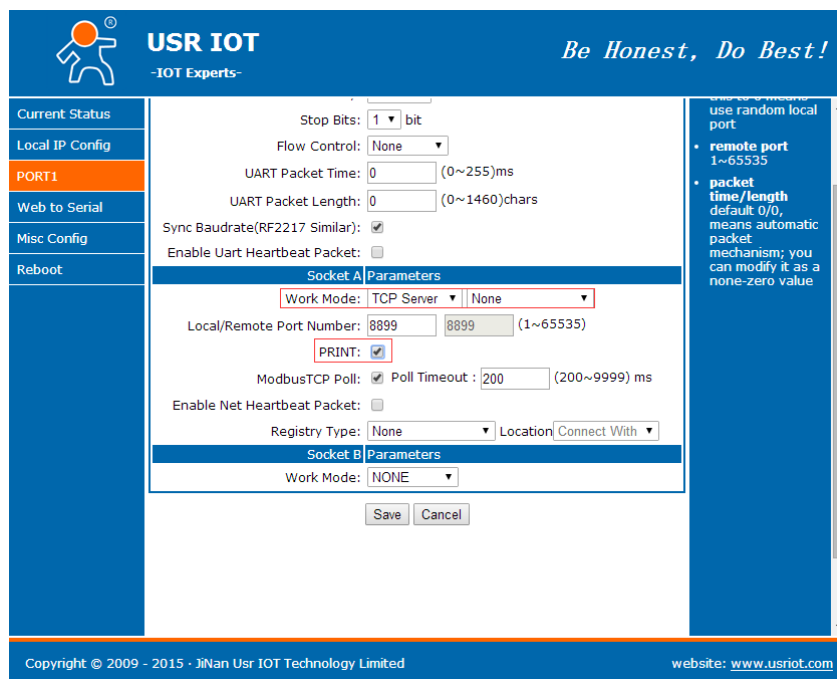 ®
USR IOT
-IOT Experts-
Be Honest, Do Best!
Current Status
Local IP Config
PORT1
Web to Serial
Misc Config
Reboot
Stop Bits: 1 bit
Flow Control: None
UART Packet Time: 0 (0~255)ms
UART Packet Length: 0 (0~1460)chars
Sync Baudrate(RF2217 Similar):
Enable Uart Heartbeat Packet:
Socket A Parameters
Work Mode: TCP Server None
Local/Remote Port Number: 8899 8899 (1~65535)
PRINT:
ModbusTCP Poll: Poll Timeout : 200 (200~9999) ms
Enable Net Heartbeat Packet:
Registry Type: None Location Connect With
Socket B Parameters
Work Mode: NONE
Save Cancel
this to 0 means
use random local
port
• remote port
1~65535
• packet
time/length
default 0/0,
means automatic
packet
mechanism; you
can modify it as a
none-zero value
Copyright © 2009 - 2015 · JiNan Usr IOT Technology Limited
website: www.usriot.com